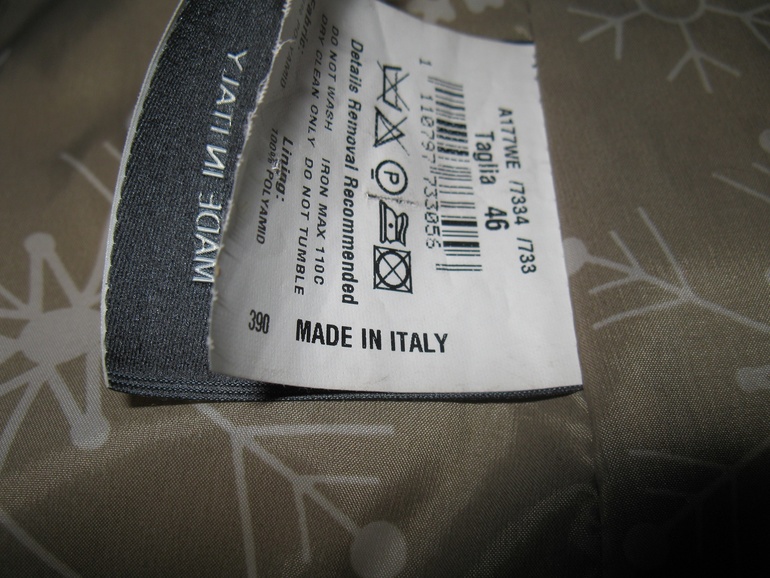 A177WE /7334 /733
Taglia 46
1 110797 733056
Details Removal Recommended
DO NOT WASH IRON MAX 110C
DRY CLEAN ONLY DO NOT TUMBLE
Fabric:
Lining:
100% POLYAMID
390
MADE IN ITALY
MADE IN ITALY